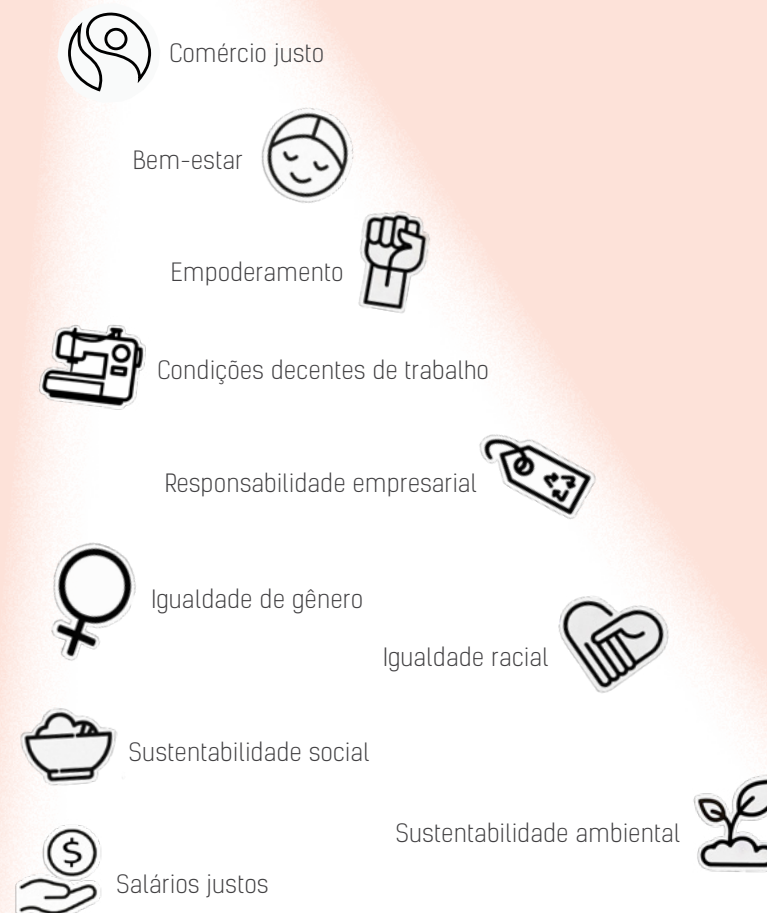 Comércio justo
Bem-estar
Empoderamento
Condições decentes de trabalho
Responsabilidade empresarial
Igualdade de gênero
Igualdade racial
Sustentabilidade social
Sustentabilidade ambiental
$
Salários justos